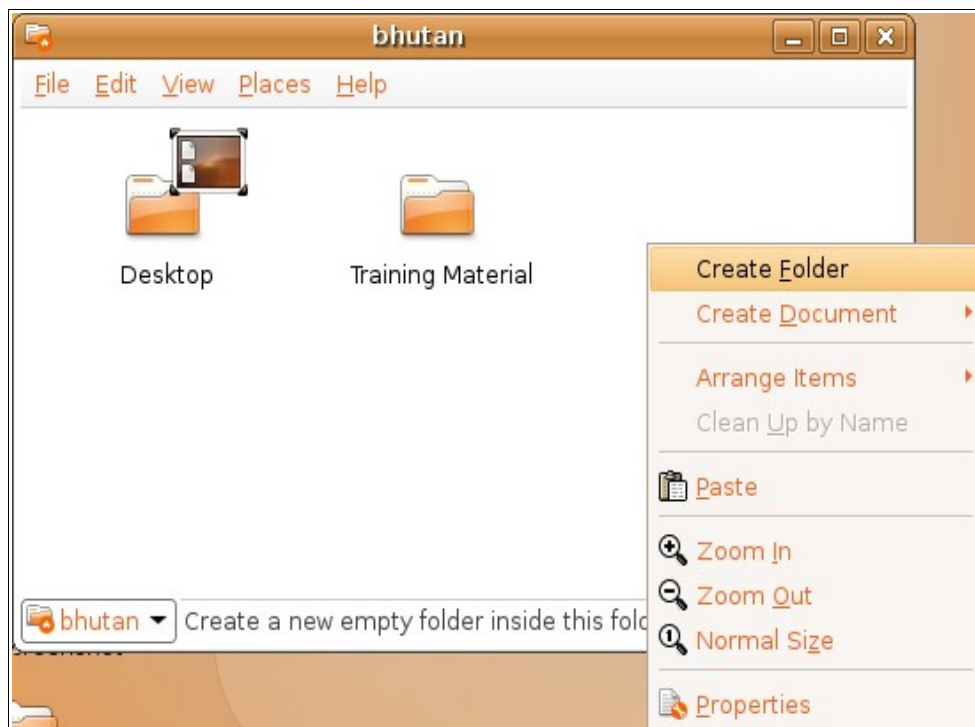 bhutan
File Edit View Places Help
Desktop
Training Material
Create Folder
Create Document
Arrange Items
Clean Up by Name
Paste
Zoom In
Zoom Out
Normal Size
Properties
bhutan
Create a new empty folder inside this